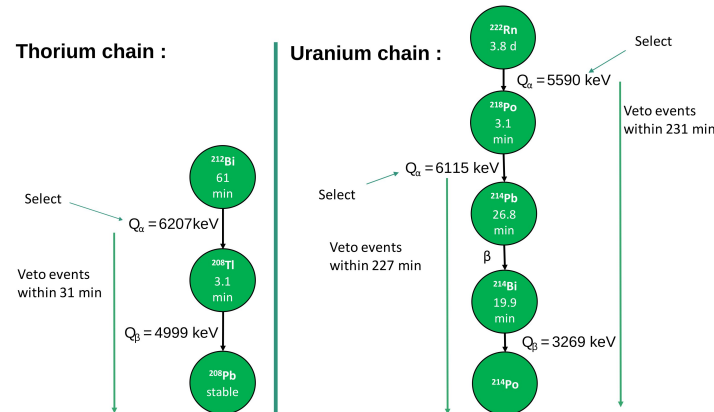 Thorium chain :
²¹²Bi
61
min
Select
Qα = 6207keV
Veto events
within 31 min
²⁰⁸Tl
3.1
min
Qβ = 4999 keV
²⁰⁸Pb
stable
Uranium chain :
²²²Rn
3.8 d
Select
Qα = 5590 keV
Veto events
within 231 min
²¹⁸Po
3.1
min
Qα = 6115 keV
Select
Veto events
within 227 min
²¹⁴Pb
26.8
min
β
²¹⁴Bi
19.9
min
Qβ = 3269 keV
²¹⁴Po